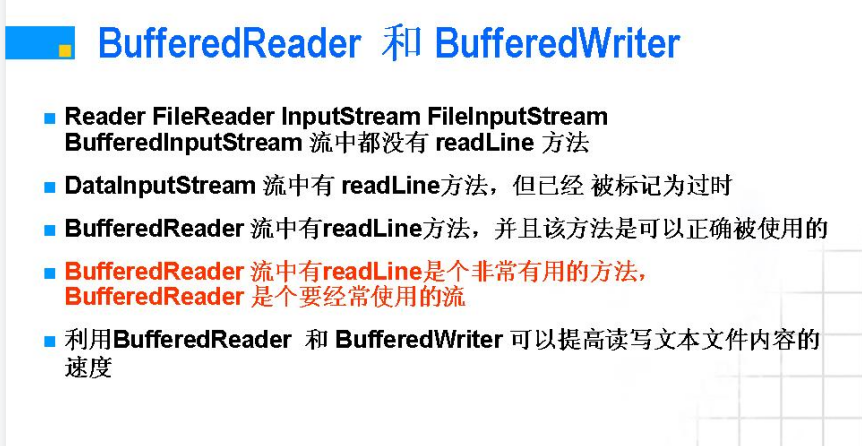 BufferedReader 和 BufferedWriter
Reader FileReader InputStream FileInputStream
BufferedInputStream 流中都没有 readLine 方法
DataInputStream 流中有 readLine方法，但已经 被标记为过时
BufferedReader 流中有readLine方法，并且该方法是可以正确被使用的
BufferedReader 流中有readLine是个非常有用的方法，
BufferedReader 是个要经常使用的流
利用BufferedReader 和 BufferedWriter 可以提高读写文本文件内容的
速度